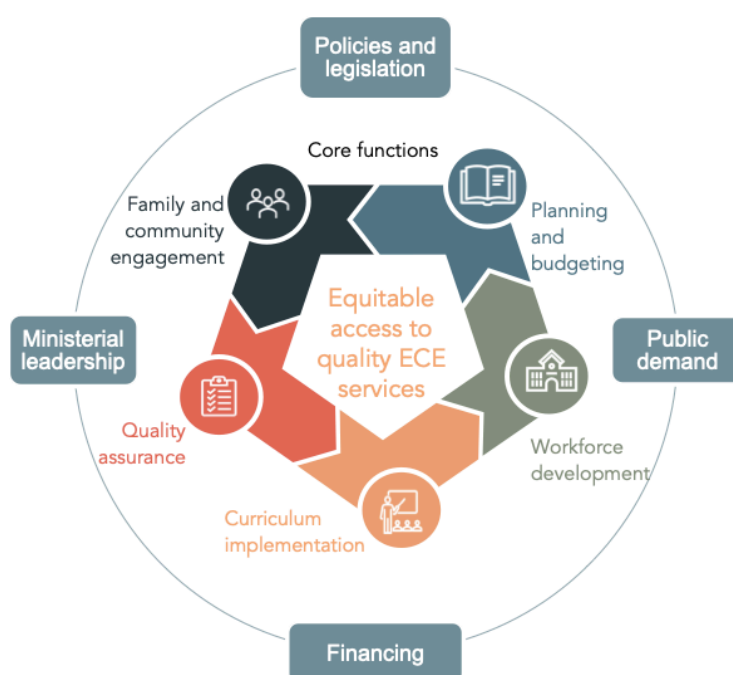 Policies and
legislation
Core functions
Family and
community
engagement
Planning
and
budgeting
Equitable
access to
quality ECE
services
Ministerial
leadership
Public
demand
Quality
assurance
Workforce
development
Curriculum
implementation
Financing